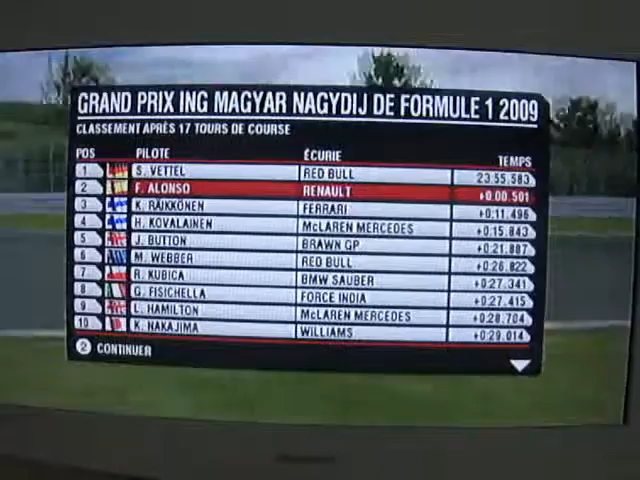 GRAND PRIX ING MAGYAR NAGYDIJ DE FORMULE 1 2009
CLASSEMENT APRÈS 17 TOURS DE COURSE
POS PILOTE ÉCURIE TEMPS
1 S. VETTEL RED BULL 23:55.583
2 F. ALONSO RENAULT +0:00.501
3 K. RÄIKKÖNEN FERRARI +0:11.496
4 H. KOVALAINEN McLAREN MERCEDES +0:15.843
5 J. BUTTON BRAWN GP +0:21.887
6 M. WEBBER RED BULL +0:26.822
7 R. KUBICA BMW SAUBER +0:27.341
8 G. FISICHELLA FORCE INDIA +0:27.415
9 L. HAMILTON McLAREN MERCEDES +0:28.704
10 K. NAKAJIMA WILLIAMS +0:29.014
2 CONTINUER